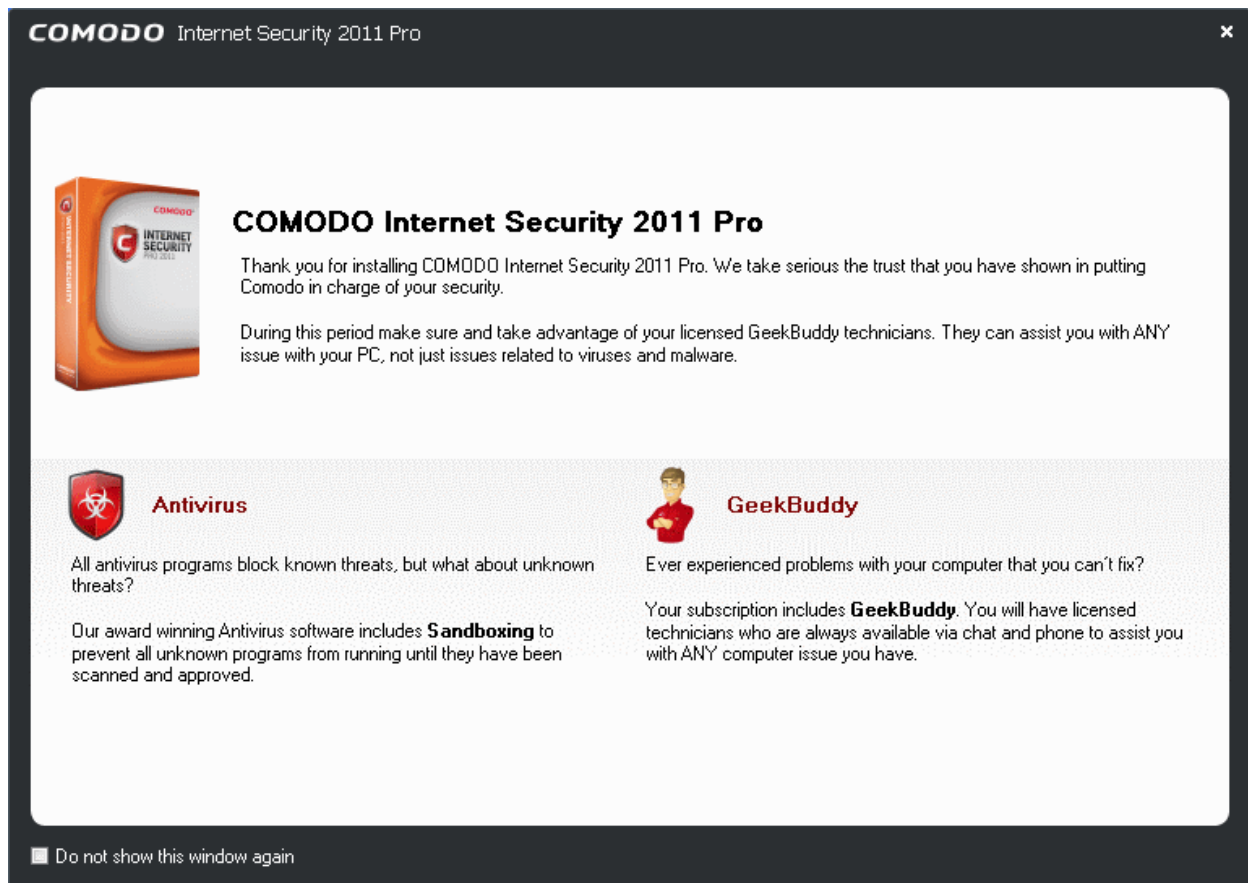 COMODO Internet Security 2011 Pro
COMODO
INTERNET
SECURITY
PRO 2011
INTERNET SECURITY
COMODO Internet Security 2011 Pro
Thank you for installing COMODO Internet Security 2011 Pro. We take serious the trust that you have shown in putting
Comodo in charge of your security.
During this period make sure and take advantage of your licensed GeekBuddy technicians. They can assist you with ANY
issue with your PC, not just issues related to viruses and malware.
Antivirus
All antivirus programs block known threats, but what about unknown
threats?
Our award winning Antivirus software includes Sandboxing to
prevent all unknown programs from running until they have been
scanned and approved.
GeekBuddy
Ever experienced problems with your computer that you can't fix?
Your subscription includes GeekBuddy. You will have licensed
technicians who are always available via chat and phone to assist you
with ANY computer issue you have.
Do not show this window again